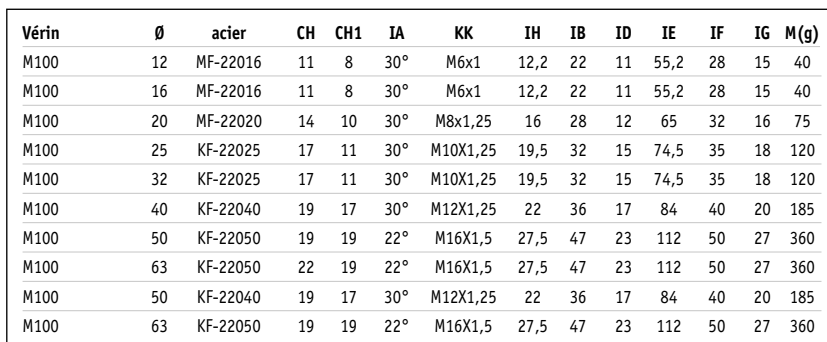 Vérin Ø acier CH CH1 IA KK IH IB ID IE IF IG M(g)
M100 12 MF-22016 11 8 30° M6x1 12,2 22 11 55,2 28 15 40
M100 16 MF-22016 11 8 30° M6x1 12,2 22 11 55,2 28 15 40
M100 20 MF-22020 14 10 30° M8x1,25 16 28 12 65 32 16 75
M100 25 KF-22025 17 11 30° M10X1,25 19,5 32 15 74,5 35 18 120
M100 32 KF-22025 17 11 30° M10X1,25 19,5 32 15 74,5 35 18 120
M100 40 KF-22040 19 17 30° M12X1,25 22 36 17 84 40 20 185
M100 50 KF-22050 19 19 22° M16X1,5 27,5 47 23 112 50 27 360
M100 63 KF-22050 22 19 22° M16X1,5 27,5 47 23 112 50 27 360
M100 50 KF-22040 19 17 30° M12X1,25 22 36 17 84 40 20 185
M100 63 KF-22050 19 19 22° M16X1,5 27,5 47 23 112 50 27 360